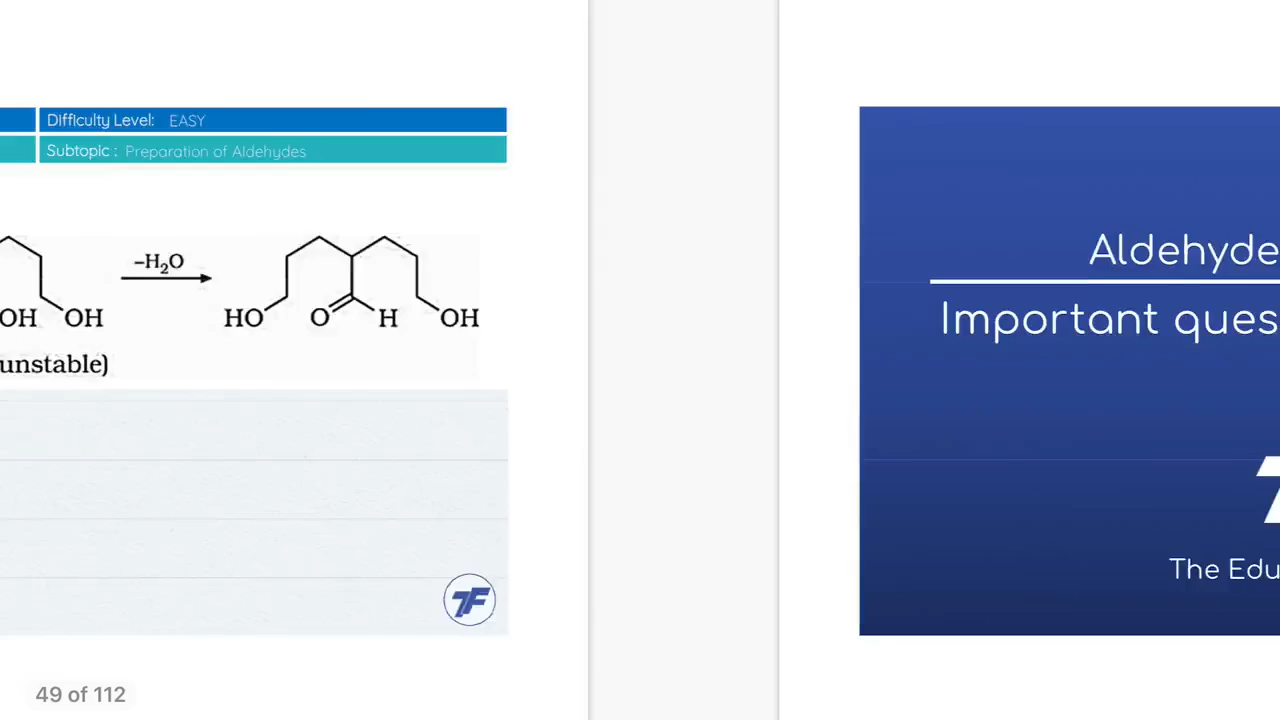 Difficulty Level: EASY
Subtopic : Preparation of Aldehydes
–H2O
OH OH HO O H OH
unstable)
TF
49 of 112
Aldehyde
Important ques
The Edu